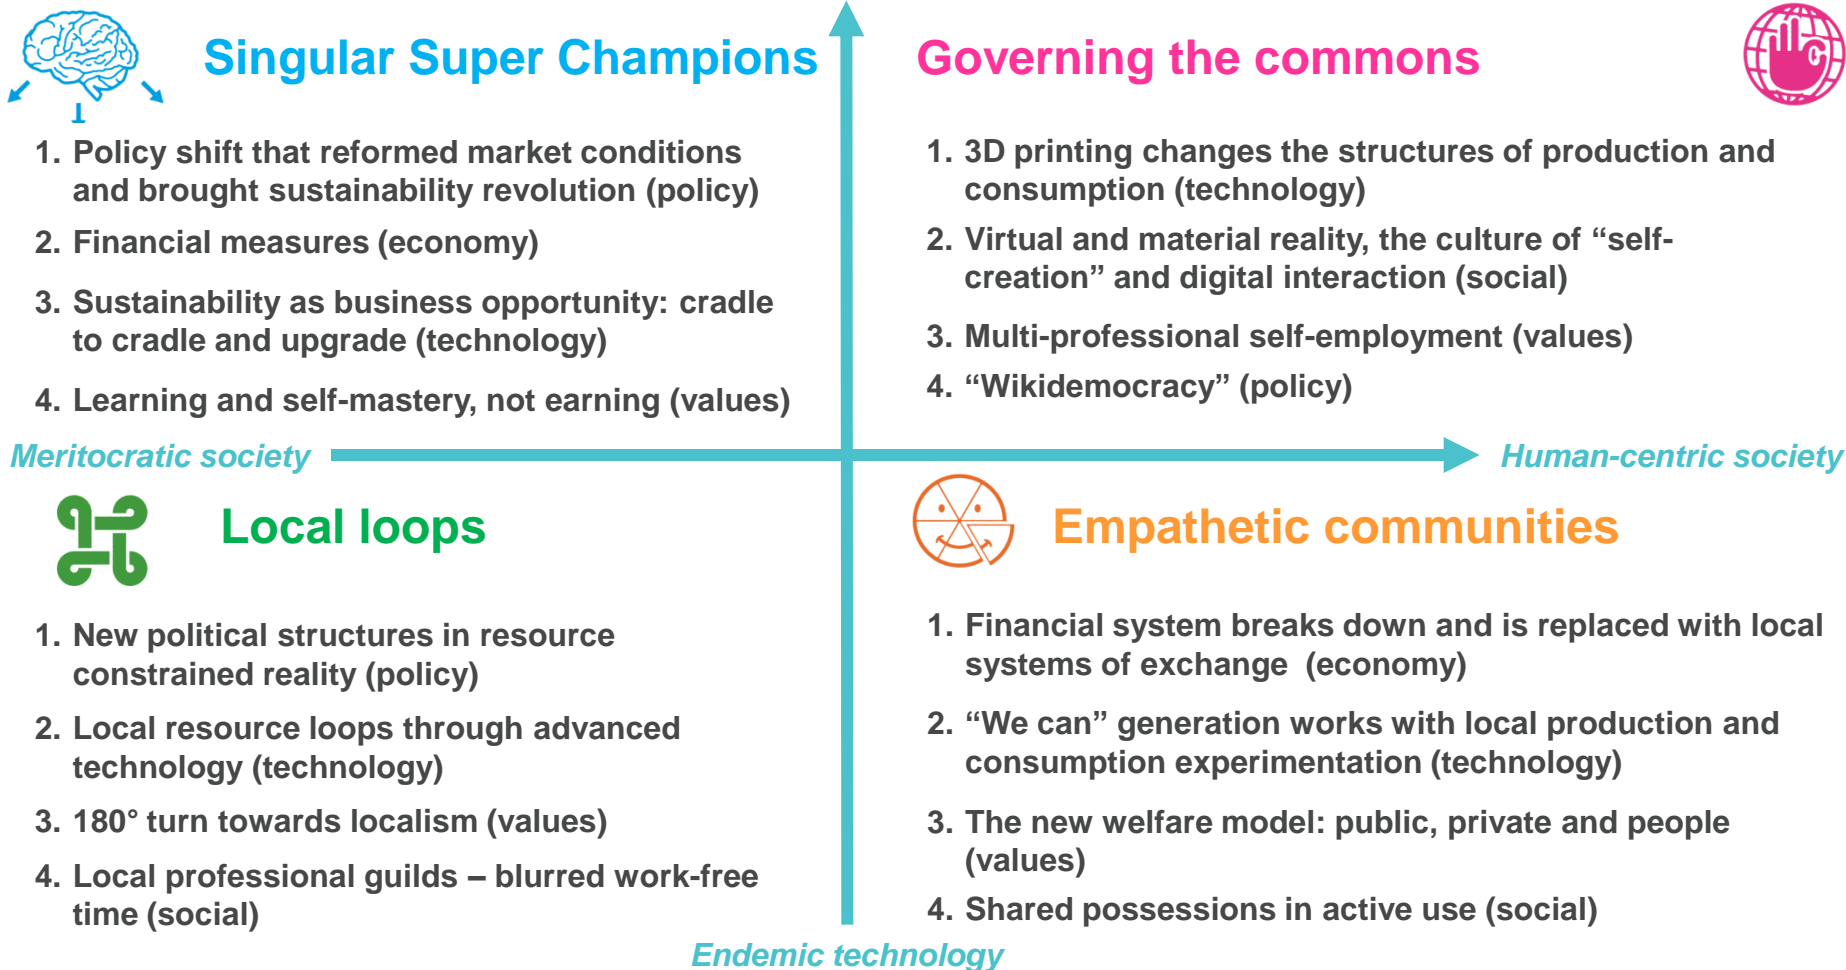 Singular Super Champions
1. Policy shift that reformed market conditions
and brought sustainability revolution (policy)
2. Financial measures (economy)
3. Sustainability as business opportunity: cradle
to cradle and upgrade (technology)
4. Learning and self-mastery, not earning (values)
Governing the commons
1. 3D printing changes the structures of production and
consumption (technology)
2. Virtual and material reality, the culture of “self-
creation” and digital interaction (social)
3. Multi-professional self-employment (values)
4. “Wikidemocracy” (policy)
Meritocratic society
Human-centric society
Local loops
1. New political structures in resource
constrained reality (policy)
2. Local resource loops through advanced
technology (technology)
3. 180° turn towards localism (values)
4. Local professional guilds – blurred work-free
time (social)
Empathetic communities
1. Financial system breaks down and is replaced with local
systems of exchange (economy)
2. “We can” generation works with local production and
consumption experimentation (technology)
3. The new welfare model: public, private and people
(values)
4. Shared possessions in active use (social)
Endemic technology